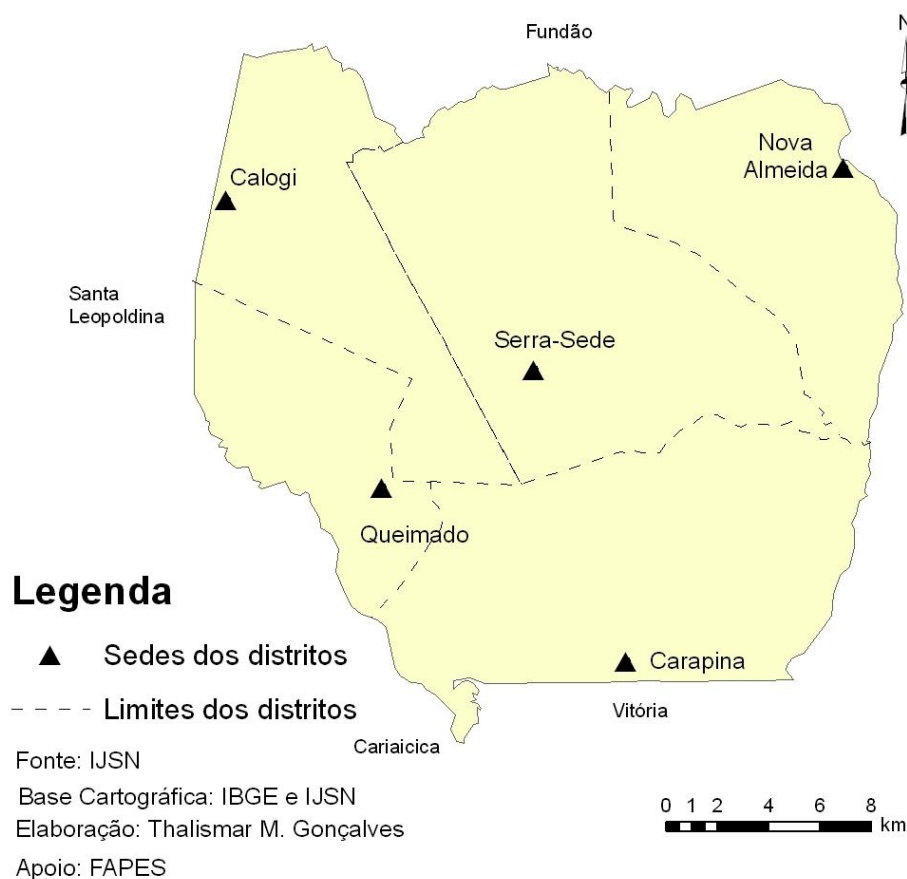 Fundão
N
Nova
Almeida
Calogi
Santa
Leopoldina
Serra-Sede
Queimado
Legenda
Sedes dos distritos
Carapina
Limites dos distritos
Vitória
Cariaicica
Fonte: IJSN
Base Cartográfica: IBGE e IJSN
Elaboração: Thalismar M. Gonçalves
Apoio: FAPES
0 1 2 4 6 8
km